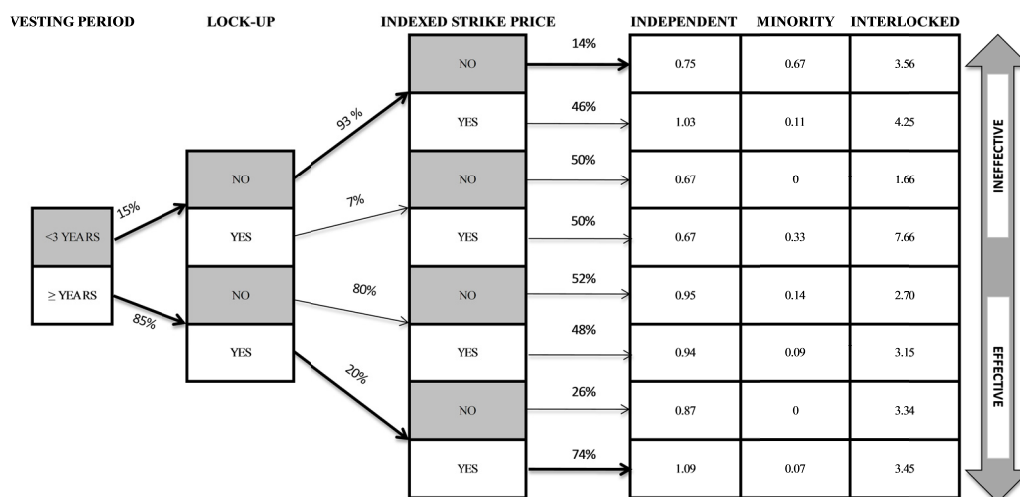 VESTING PERIOD LOCK-UP INDEXED STRIKE PRICE INDEPENDENT MINORITY INTERLOCKED
NO 14% 0.75 0.67 3.56
93 % YES 46% 1.03 0.11 4.25
NO NO 50% 0.67 0 1.66
15% 7%
<3 YEARS YES YES 50% 0.67 0.33 7.66
≥ YEARS NO 80% NO 52% 0.95 0.14 2.70
85%
YES YES 48% 0.94 0.09 3.15
20% NO 26% 0.87 0 3.34
YES 74% 1.09 0.07 3.45
INEFFECTIVE
EFFECTIVE